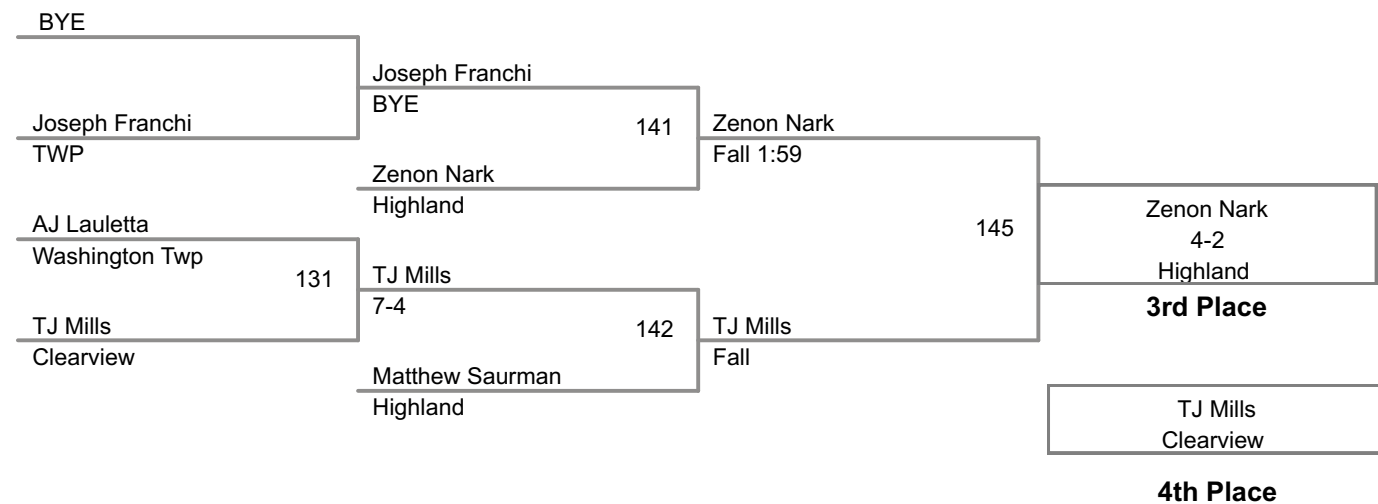 BYE
Joseph Franchi
BYE
Joseph Franchi
TWP
141
Zenon Nark
Fall 1:59
Zenon Nark
Highland
AJ Lauletta
Washington Twp
131
TJ Mills
7-4
TJ Mills
Clearview
142
TJ Mills
Fall
Matthew Saurman
Highland
145
Zenon Nark
4-2
Highland
3rd Place
TJ Mills
Clearview
4th Place